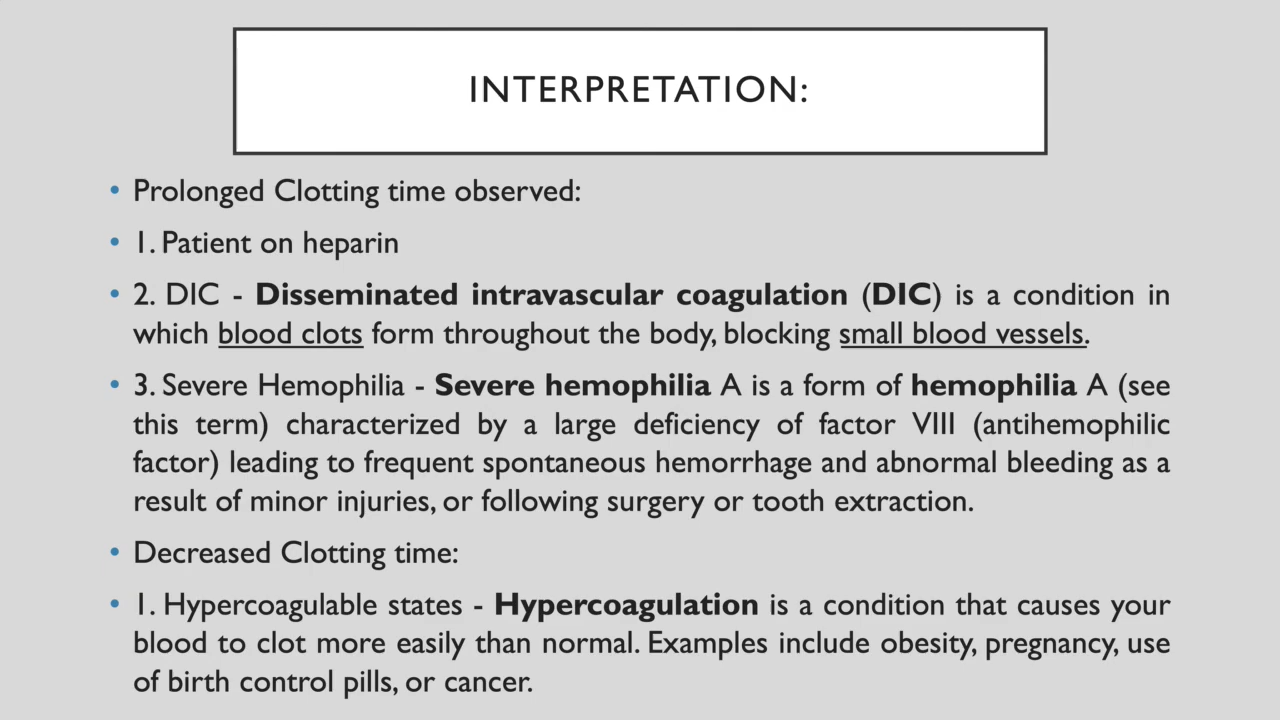 INTERPRETATION:
• Prolonged Clotting time observed:
• 1. Patient on heparin
• 2. DIC - Disseminated intravascular coagulation (DIC) is a condition in
which blood clots form throughout the body, blocking small blood vessels.
• 3. Severe Hemophilia - Severe hemophilia A is a form of hemophilia A (see
this term) characterized by a large deficiency of factor VIII (antihemophilic
factor) leading to frequent spontaneous hemorrhage and abnormal bleeding as a
result of minor injuries, or following surgery or tooth extraction.
• Decreased Clotting time:
• 1. Hypercoagulable states - Hypercoagulation is a condition that causes your
blood to clot more easily than normal. Examples include obesity, pregnancy, use
of birth control pills, or cancer.